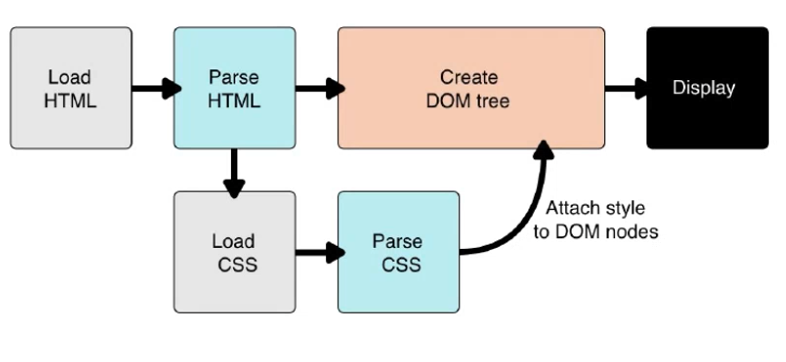 Load
HTML
Parse
HTML
Create
DOM tree
Display
Load
CSS
Parse
CSS
Attach style
to DOM nodes